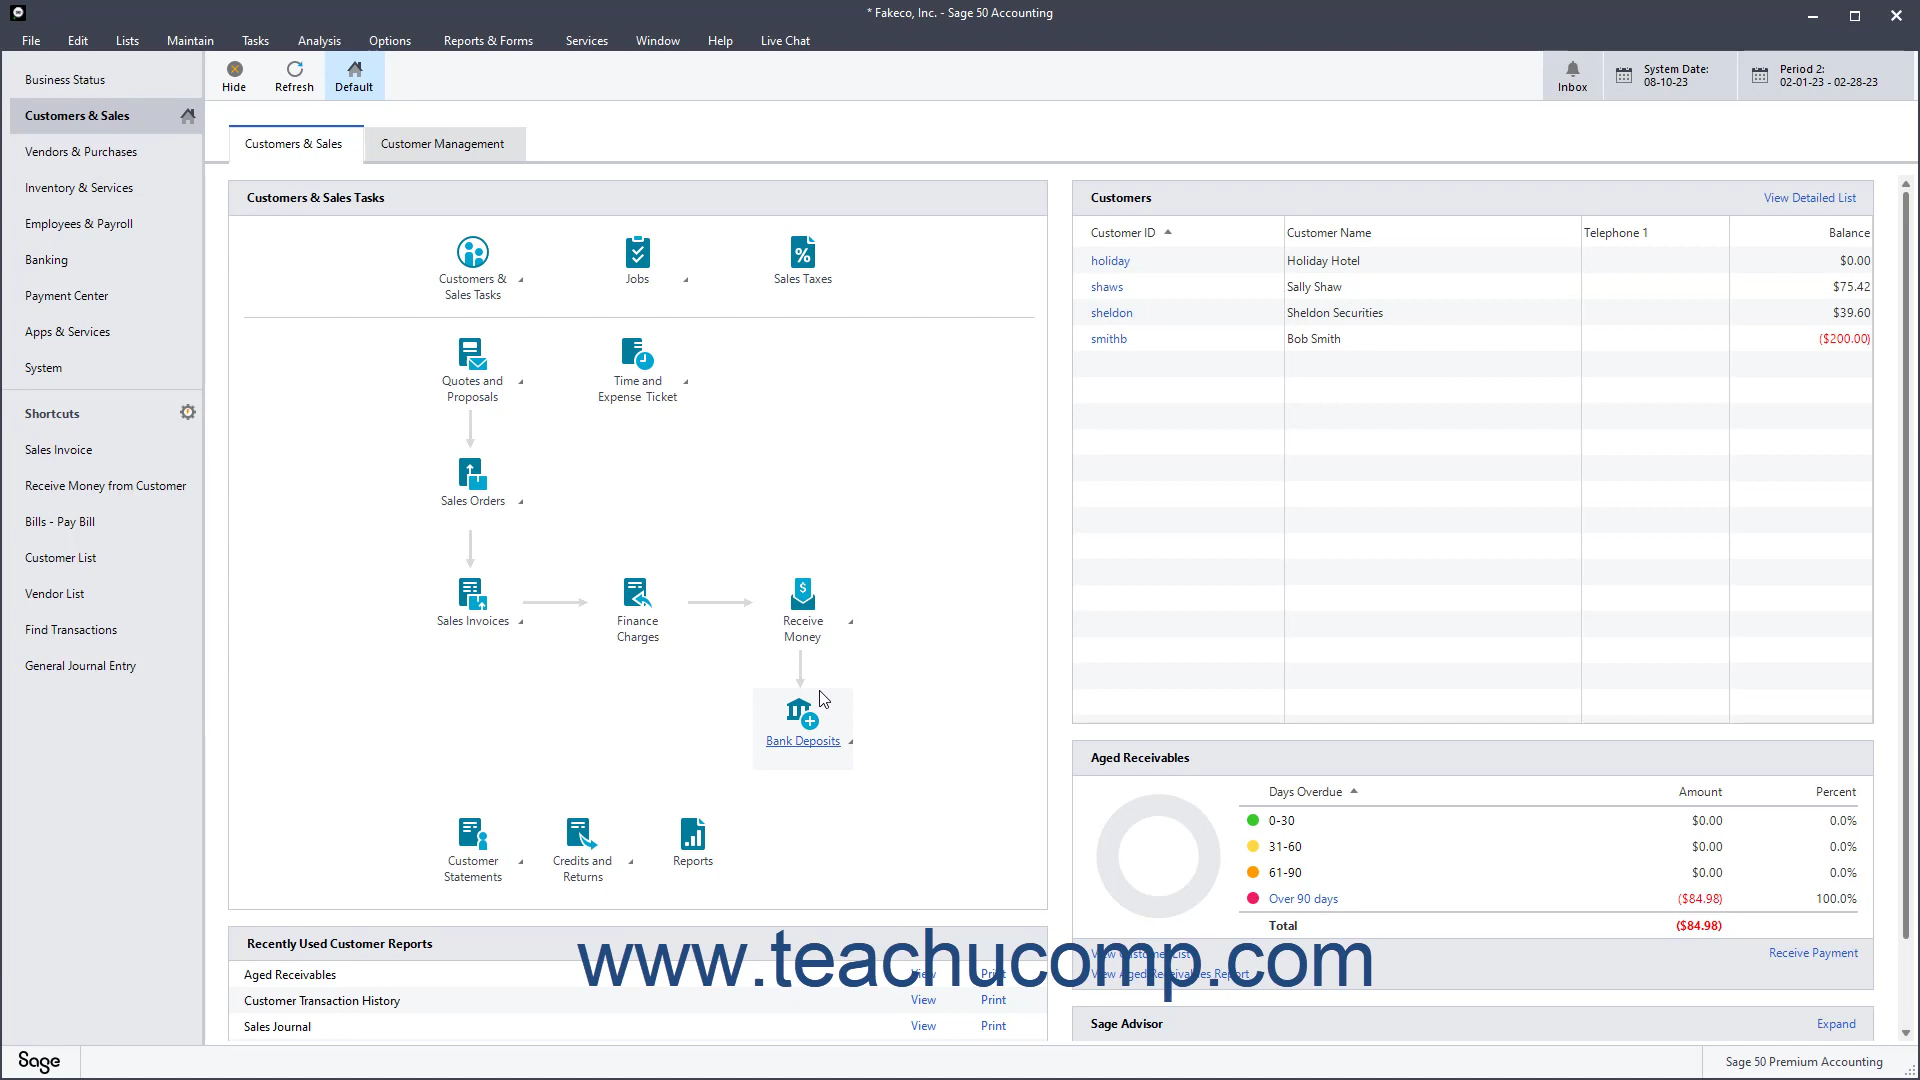 * Fakeco, Inc. - Sage 50 Accounting
File Edit Lists Maintain Tasks Analysis Options Reports & Forms Services Window Help Live Chat
Business Status
Customers & Sales
Vendors & Purchases
Inventory & Services
Employees & Payroll
Banking
Payment Center
Apps & Services
System
Shortcuts
Sales Invoice
Receive Money from Customer
Bills - Pay Bill
Customer List
Vendor List
Find Transactions
General Journal Entry
Hide Refresh Default
Inbox
System Date:
08-10-23
Period 2:
02-01-23 - 02-28-23
Customers & Sales Customer Management
Customers & Sales Tasks
Customers &
Sales Tasks
Jobs
Sales Taxes
Quotes and
Proposals
Time and
Expense Ticket
Sales Orders
Sales Invoices
Finance
Charges
Receive
Money
Bank Deposits
Customer
Statements
Credits and
Returns
Reports
Recently Used Customer Reports
Aged Receivables View Print
Customer Transaction History View Print
Sales Journal View Print
Customers View Detailed List
Customer ID Customer Name Telephone 1 Balance
holiday Holiday Hotel $0.00
shaws Sally Shaw $75.42
sheldon Sheldon Securities $39.60
smithb Bob Smith ($200.00)
Aged Receivables
Days Overdue Amount Percent
0-30 $0.00 0.0%
31-60 $0.00 0.0%
61-90 $0.00 0.0%
Over 90 days ($84.98) 100.0%
Total ($84.98)
View Customer List Receive Payment
View Aged Receivables Report
Sage Advisor Expand
www.teachucomp.com
Sage
Sage 50 Premium Accounting